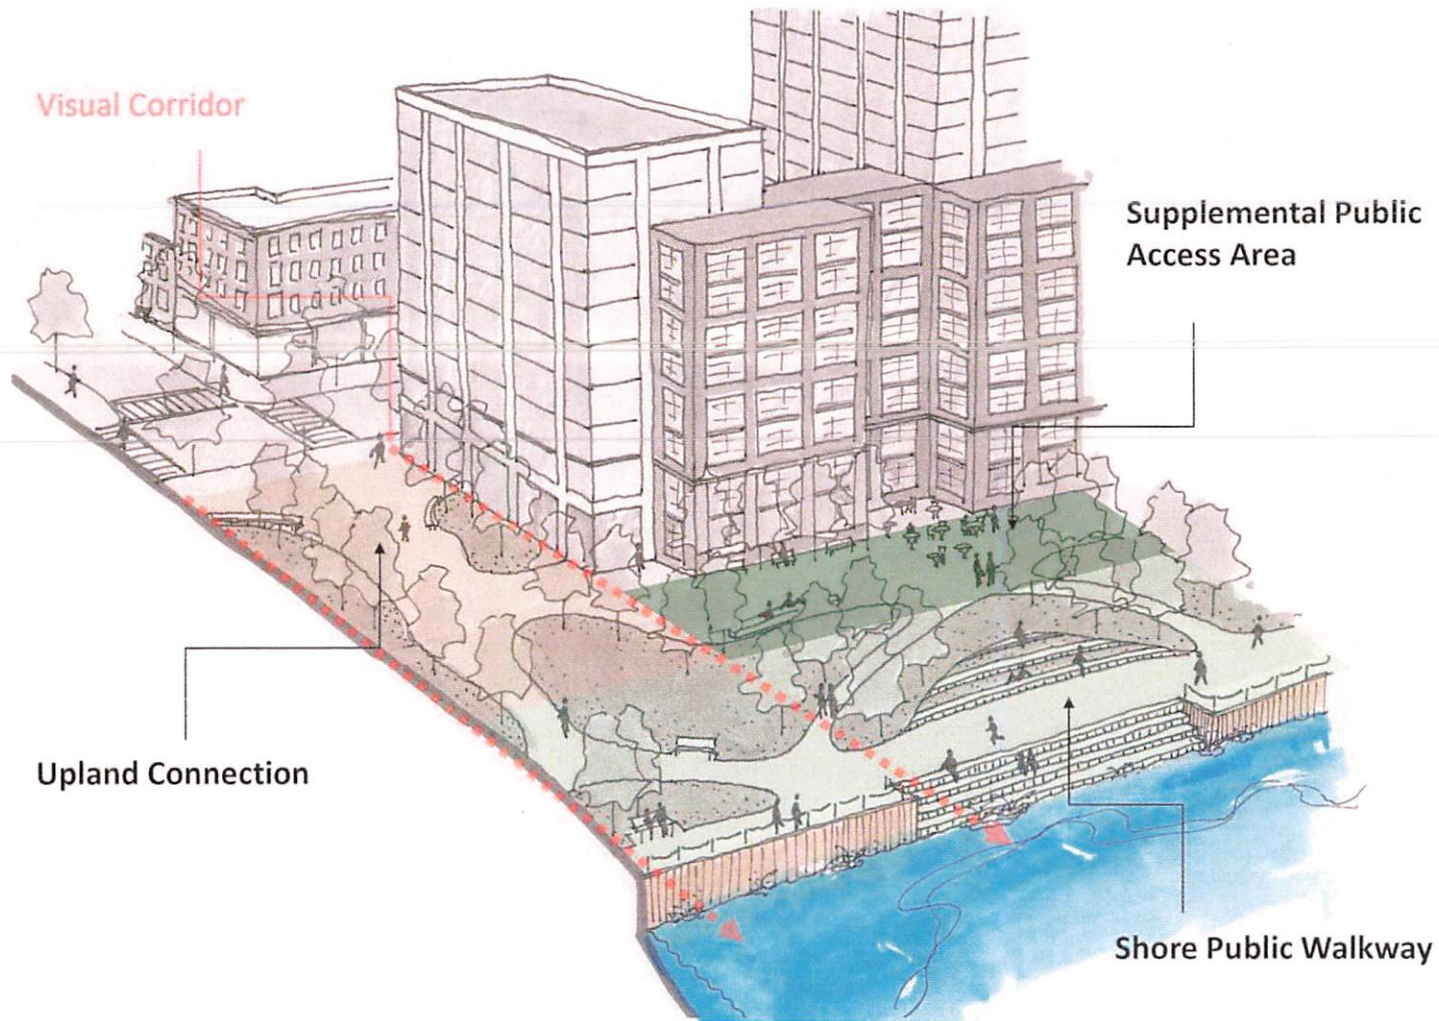 Visual Corridor
Supplemental Public
Access Area
Upland Connection
Shore Public Walkway